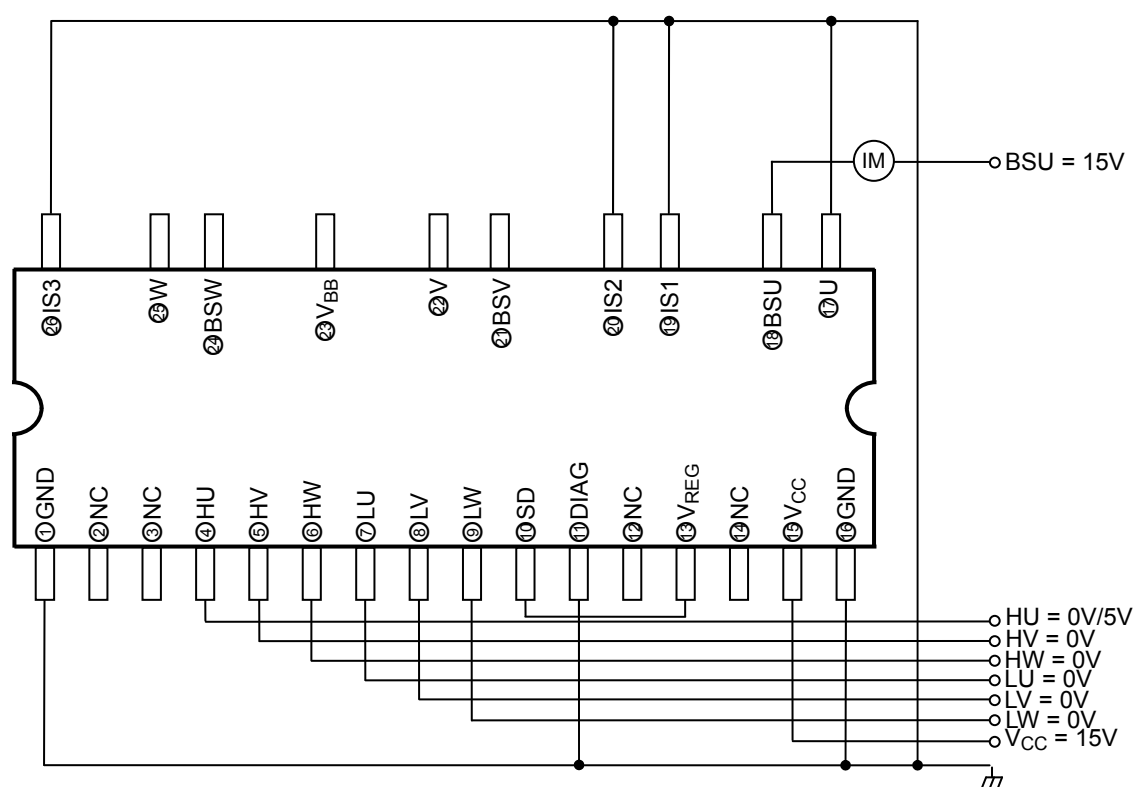 IM
BSU = 15V
㉖IS3
㉕W
㉔BSW
㉓VBB
㉒V
㉑BSV
⑳IS2
⑲IS1
⑱BSU
⑰U
①GND
②NC
③NC
④HU
⑤HV
⑥HW
⑦LU
⑧LV
⑨LW
⑩SD
⑪DIAG
⑫NC
⑬VREG
⑭NC
⑮VCC
⑯GND
HU = 0V/5V
HV = 0V
HW = 0V
LU = 0V
LV = 0V
LW = 0V
VCC = 15V